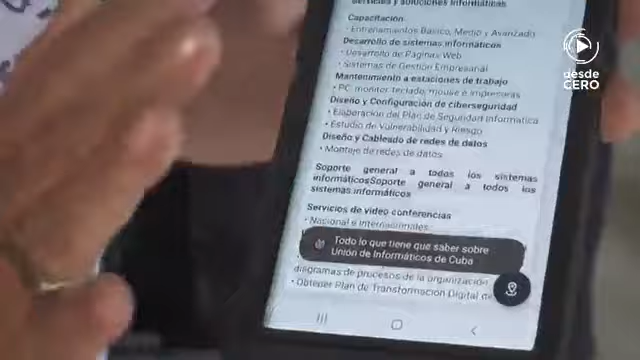 Servicios y soluciones informáticas
Capacitación
• Entrenamientos Básico, Medio y Avanzado
Desarrollo de sistemas informáticos
• Desarrollo de Paginas Web
• Sistemas de Gestión Empresarial
Mantenimiento a estaciones de trabajo
• PC, monitor, teclado, mouse e impresoras
Diseño y Configuración de ciberseguridad
• Elaboración del Plan de Seguridad Informatica
• Estudio de Vulnerabilidad y Riesgo
Diseño y Cableado de redes de datos
• Montaje de redes de datos
Soporte general a todos los sistemas
informáticosSoporte general a todos los
sistemas informáticos
Servicios de video conferencias
• Nacional e internacionales
Todo lo que tiene que saber sobre
Unión de Informáticos de Cuba
diagramas de procesos de la organización
• Obtener Plan de Transformación Digital de
desde
CERO